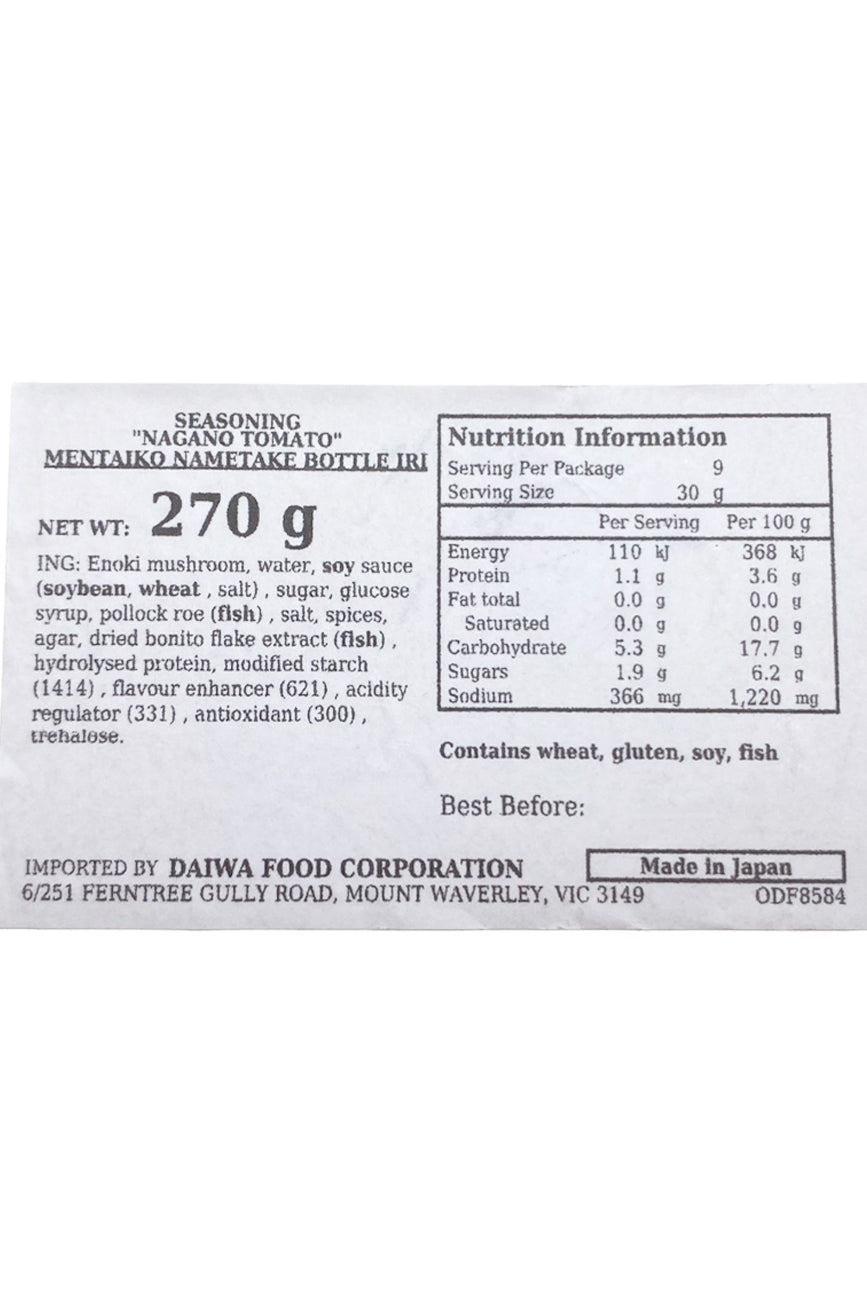 SEASONING
"NAGANO TOMATO"
MENTAIKO NAMETAKE BOTTLE IRI
NET WT: 270 g
ING: Enoki mushroom, water, soy sauce
(soybean, wheat , salt) , sugar, glucose
syrup, pollock roe (fish) , salt, spices,
agar, dried bonito flake extract (fish) ,
hydrolysed protein, modified starch
(1414) , flavour enhancer (621) , acidity
regulator (331) , antioxidant (300) ,
trehalose.
Nutrition Information
Serving Per Package 9
Serving Size 30 g
Per Serving Per 100 g
Energy 110 kJ 368 kJ
Protein 1.1 g 3.6 g
Fat total 0.0 g 0.0 g
Saturated 0.0 g 0.0 g
Carbohydrate 5.3 g 17.7 g
Sugars 1.9 g 6.2 g
Sodium 366 mg 1,220 mg
Contains wheat, gluten, soy, fish
Best Before:
IMPORTED BY DAIWA FOOD CORPORATION
6/251 FERNTREE GULLY ROAD, MOUNT WAVERLEY, VIC 3149
Made in Japan
ODF8584